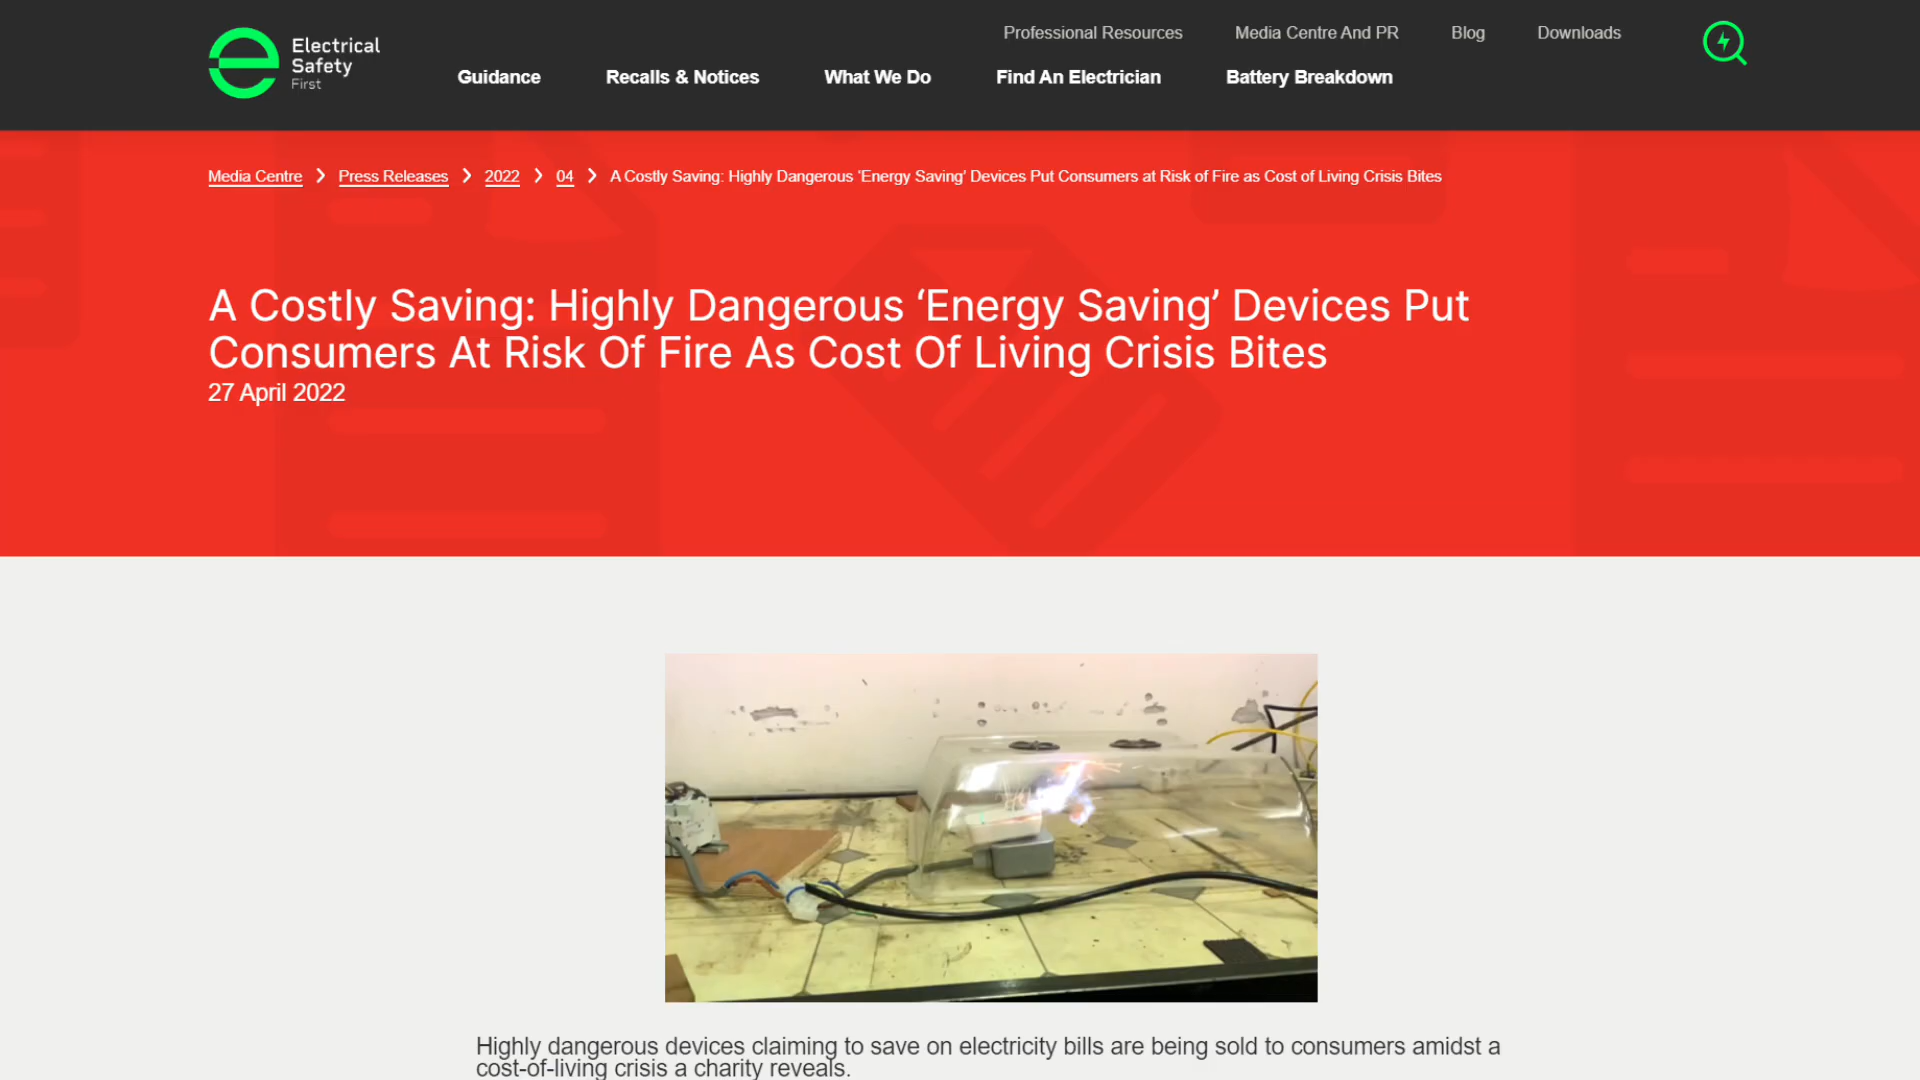 Electrical
Safety
First
Professional Resources
Media Centre And PR
Blog
Downloads
Guidance
Recalls & Notices
What We Do
Find An Electrician
Battery Breakdown
Media Centre > Press Releases > 2022 > 04 > A Costly Saving: Highly Dangerous ‘Energy Saving’ Devices Put Consumers at Risk of Fire as Cost of Living Crisis Bites
A Costly Saving: Highly Dangerous ‘Energy Saving’ Devices Put
Consumers At Risk Of Fire As Cost Of Living Crisis Bites
27 April 2022
Highly dangerous devices claiming to save on electricity bills are being sold to consumers amidst a
cost-of-living crisis a charity reveals.